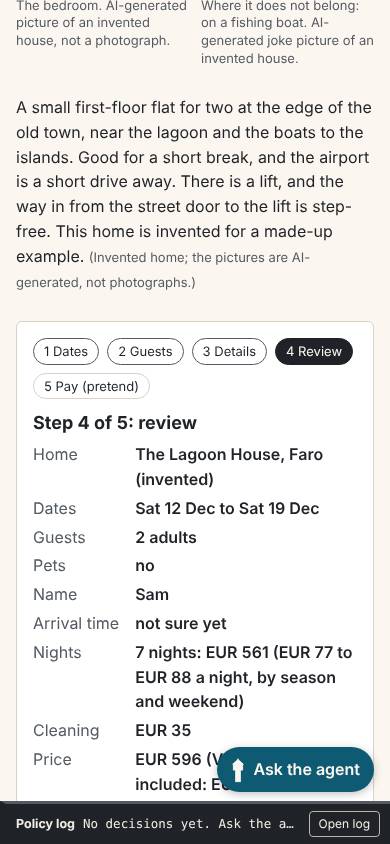 The bedroom. AI-generated
picture of an invented
house, not a photograph.
Where it does not belong:
on a fishing boat. AI-
generated joke picture of an
invented house.
A small first-floor flat for two at the edge of the
old town, near the lagoon and the boats to the
islands. Good for a short break, and the airport
is a short drive away. There is a lift, and the
way in from the street door to the lift is step-
free. This home is invented for a made-up
example. (Invented home; the pictures are AI-
generated, not photographs.)
1 Dates 2 Guests 3 Details 4 Review
5 Pay (pretend)
Step 4 of 5: review
Home The Lagoon House, Faro
(invented)
Dates Sat 12 Dec to Sat 19 Dec
Guests 2 adults
Pets no
Name Sam
Arrival time not sure yet
Nights 7 nights: EUR 561 (EUR 77 to
EUR 88 a night, by season
and weekend)
Cleaning EUR 35
Price EUR 596
included:
Ask the agent
Policy log No decisions yet. Ask the a… Open log